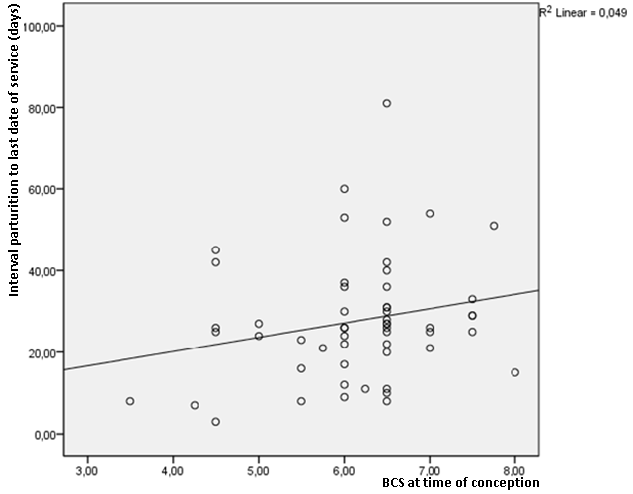 R2 Linear = 0,049
Interval parturition to last date of service (days)
100,00
80,00
60,00
40,00
20,00
0,00
3,00 4,00 5,00 6,00 7,00 8,00
BCS at time of conception